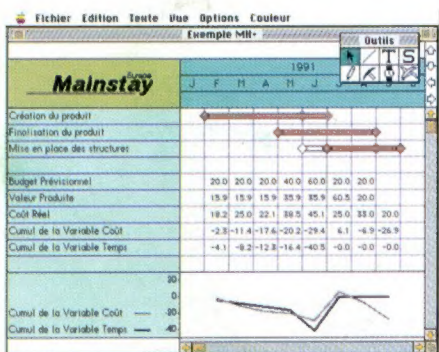 Fichier Edition Texte Vue Options Couleur
Exemple MH+
Outils
T S
1991
Mainstay Europe
J F M A M J J A S
Création du produit
Finalisation du produit
Mise en place des structures
Budget Prévisionnel 20.0 20.0 20.0 40.0 60.0 20.0 20.0
Valeur Produite 15.9 15.9 15.9 35.9 35.9 60.5 20.0
Coût Réel 18.2 25.0 22.1 38.5 45.1 25.0 33.0 20.0
Cumul de la Variable Coût -2.3 -11.4 -17.6 -20.2 -29.4 6.1 -6.9 -26.9
Cumul de la Variable Temps -4.1 -8.2 -12.3 -16.4 -40.5 -0.0 -0.0 -0.0
20
0
Cumul de la Variable Coût -20
Cumul de la Variable Temps -40